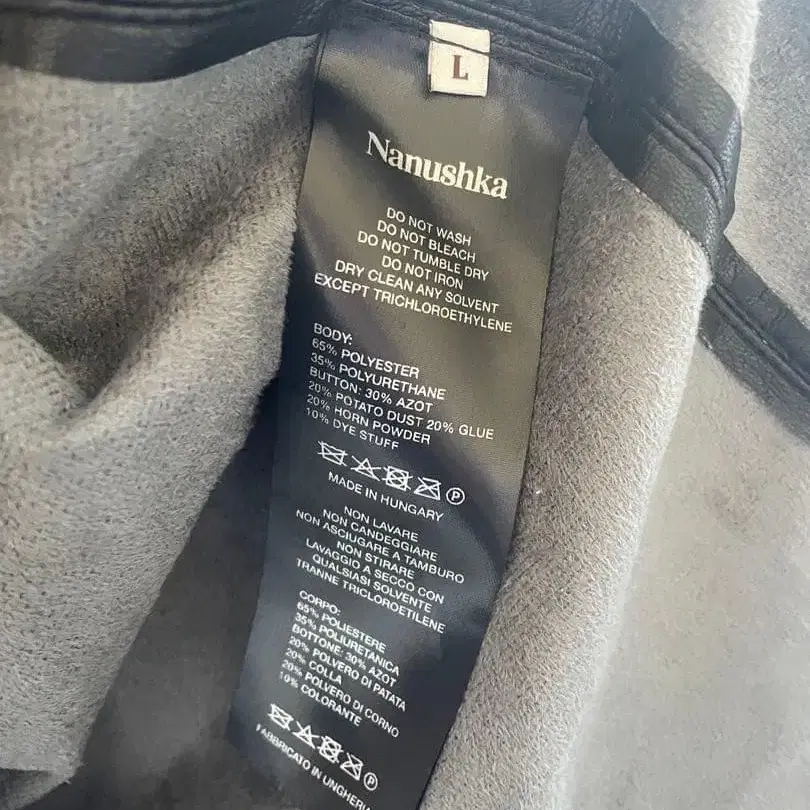 L
Nanushka
DO NOT WASH
DO NOT BLEACH
DO NOT TUMBLE DRY
DO NOT IRON
DRY CLEAN ANY SOLVENT
EXCEPT TRICHLOROETHYLENE
BODY:
65% POLYESTER
35% POLYURETHANE
BUTTON: 30% AZOT
20% POTATO DUST 20% GLUE
20% HORN POWDER
10% DYE STUFF
P
MADE IN HUNGARY
NON LAVARE
NON CANDEGGIARE
NON ASCIUGARE A TAMBURO
NON STIRARE
LAVAGGIO A SECCO CON
QUALSIASI SOLVENTE
TRANNE TRICLOROETILENE
CORPO:
65% POLIESTERE
35% POLIURETANICA
BOTTONE: 30% AZOT
20% POLVERO DI PATATA
20% COLLA
20% POLVERO DI CORNO
10% COLORANTE
P
FABBRICATO IN UNGHERIA